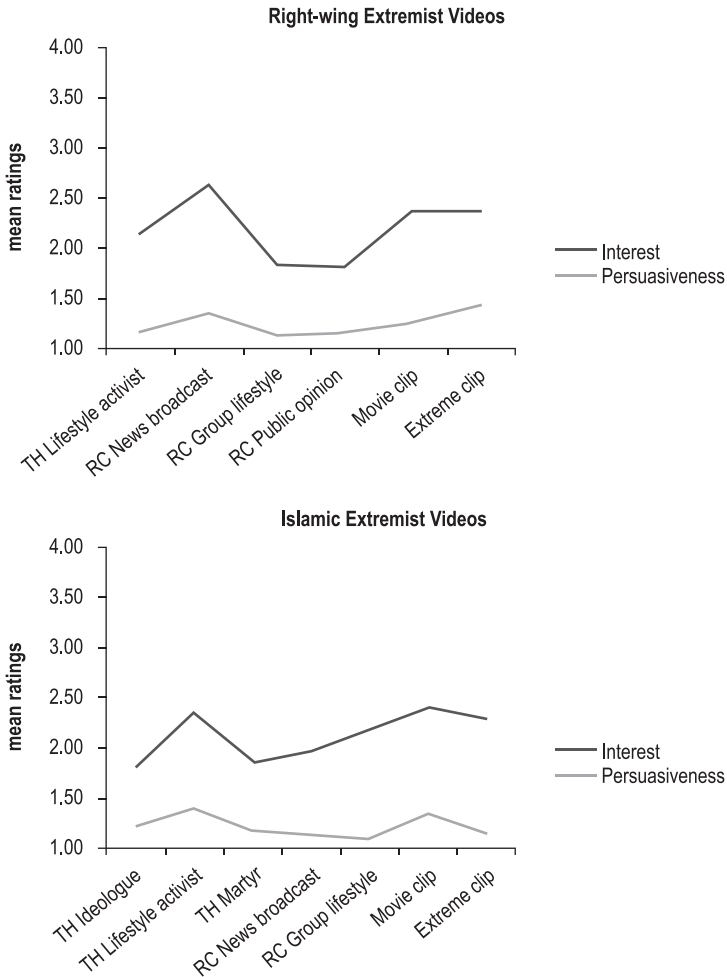 Right-wing Extremist Videos
4.00
3.50
3.00
2.50
2.00
1.50
1.00
mean ratings
Interest
Persuasiveness
TH Lifestyle activist
RC News broadcast
RC Group lifestyle
RC Public opinion
Movie clip
Extreme clip
Islamic Extremist Videos
4.00
3.50
3.00
2.50
2.00
1.50
1.00
mean ratings
Interest
Persuasiveness
TH Ideologue
TH Lifestyle activist
TH Martyr
RC News broadcast
RC Group lifestyle
Movie clip
Extreme clip